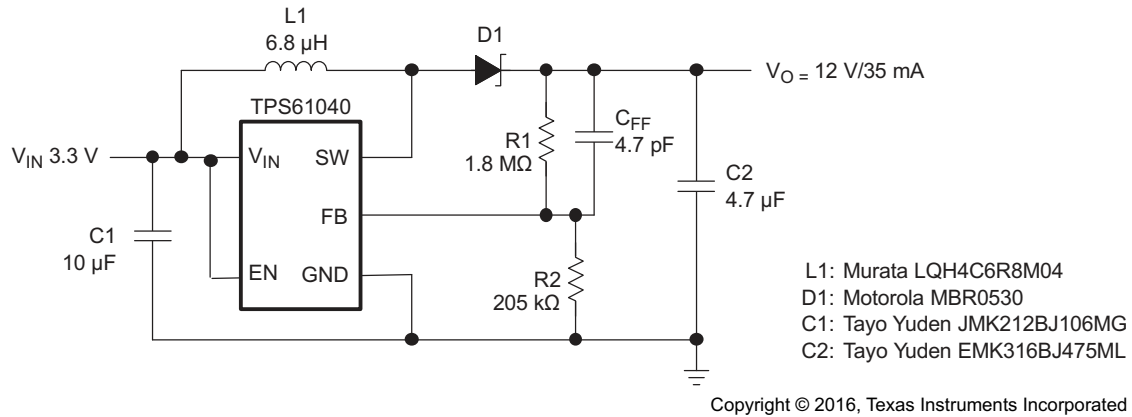 L1
6.8 µH
D1
V_O = 12 V/35 mA
TPS61040
C_FF
4.7 pF
R1
1.8 MΩ
V_IN 3.3 V
V_IN
SW
C2
4.7 µF
FB
C1
10 µF
EN
GND
R2
205 kΩ
L1: Murata LQH4C6R8M04
D1: Motorola MBR0530
C1: Tayo Yuden JMK212BJ106MG
C2: Tayo Yuden EMK316BJ475ML
Copyright © 2016, Texas Instruments Incorporated